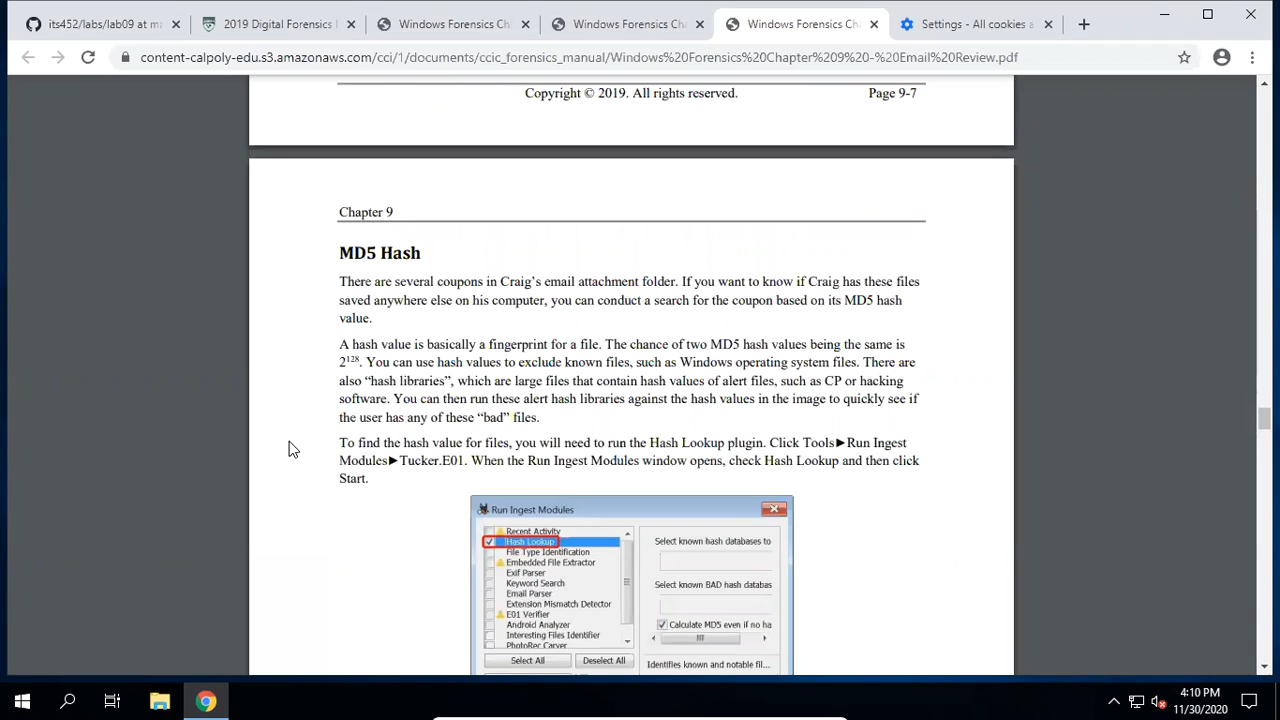 its452/labs/lab09 at ma
2019 Digital Forensics
Windows Forensics Cha
Windows Forensics Cha
Windows Forensics Cha
Settings - All cookies a
content-calpoly-edu.s3.amazonaws.com/cci/1/documents/ccic_forensics_manual/Windows%20Forensics%20Chapter%209%20-%20Email%20Review.pdf
Copyright © 2019. All rights reserved. Page 9-7
Chapter 9
MD5 Hash
There are several coupons in Craig’s email attachment folder. If you want to know if Craig has these files
saved anywhere else on his computer, you can conduct a search for the coupon based on its MD5 hash
value.
A hash value is basically a fingerprint for a file. The chance of two MD5 hash values being the same is
2¹²⁸. You can use hash values to exclude known files, such as Windows operating system files. There are
also “hash libraries”, which are large files that contain hash values of alert files, such as CP or hacking
software. You can then run these alert hash libraries against the hash values in the image to quickly see if
the user has any of these “bad” files.
To find the hash value for files, you will need to run the Hash Lookup plugin. Click Tools►Run Ingest
Modules►Tucker.E01. When the Run Ingest Modules window opens, check Hash Lookup and then click
Start.
Run Ingest Modules
Recent Activity
Hash Lookup
File Type Identification
Embedded File Extractor
Exif Parser
Keyword Search
Email Parser
Extension Mismatch Detector
E01 Verifier
Android Analyzer
Interesting Files Identifier
PhotoRec Carver
Select All
Deselect All
Select known hash databases to
Select known BAD hash databas
Calculate MD5 even if no ha
Identifies known and notable fil...
4:10 PM
11/30/2020